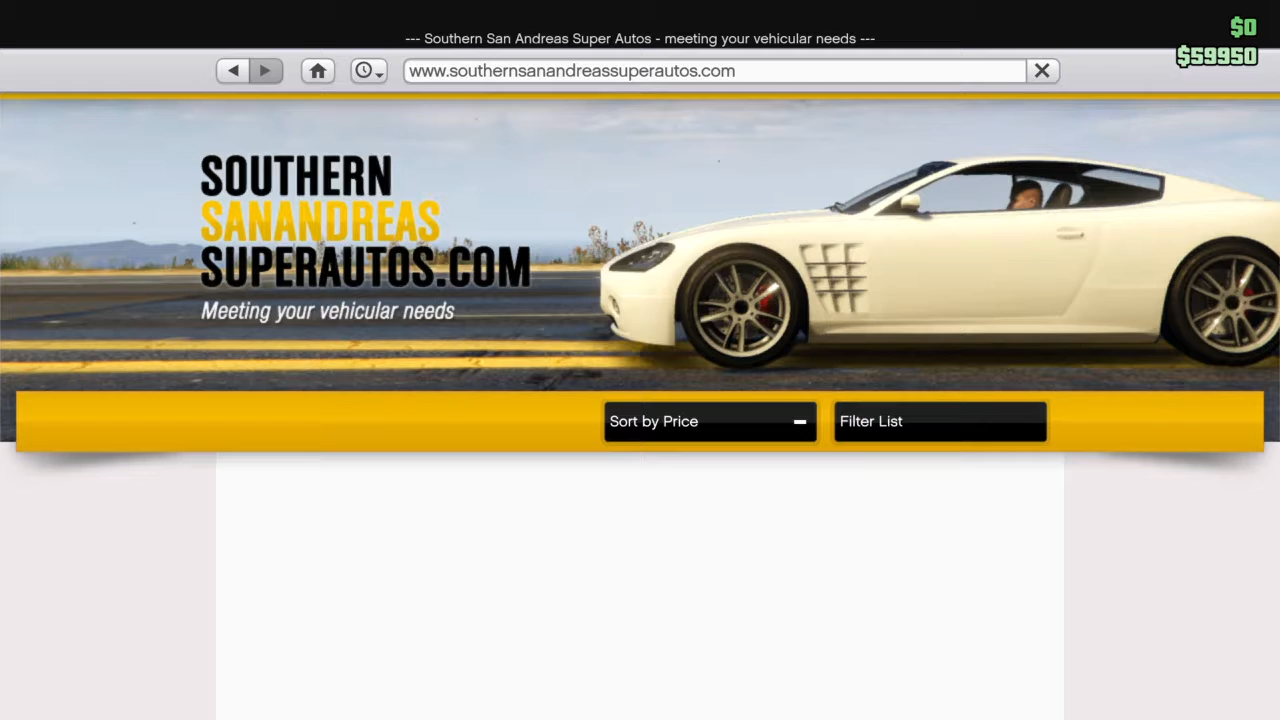 --- Southern San Andreas Super Autos - meeting your vehicular needs ---
$0
$59950
www.southernsanandreassuperautos.com
SOUTHERN
SANANDREAS
SUPERAUTOS.COM
Meeting your vehicular needs
Sort by Price
Filter List